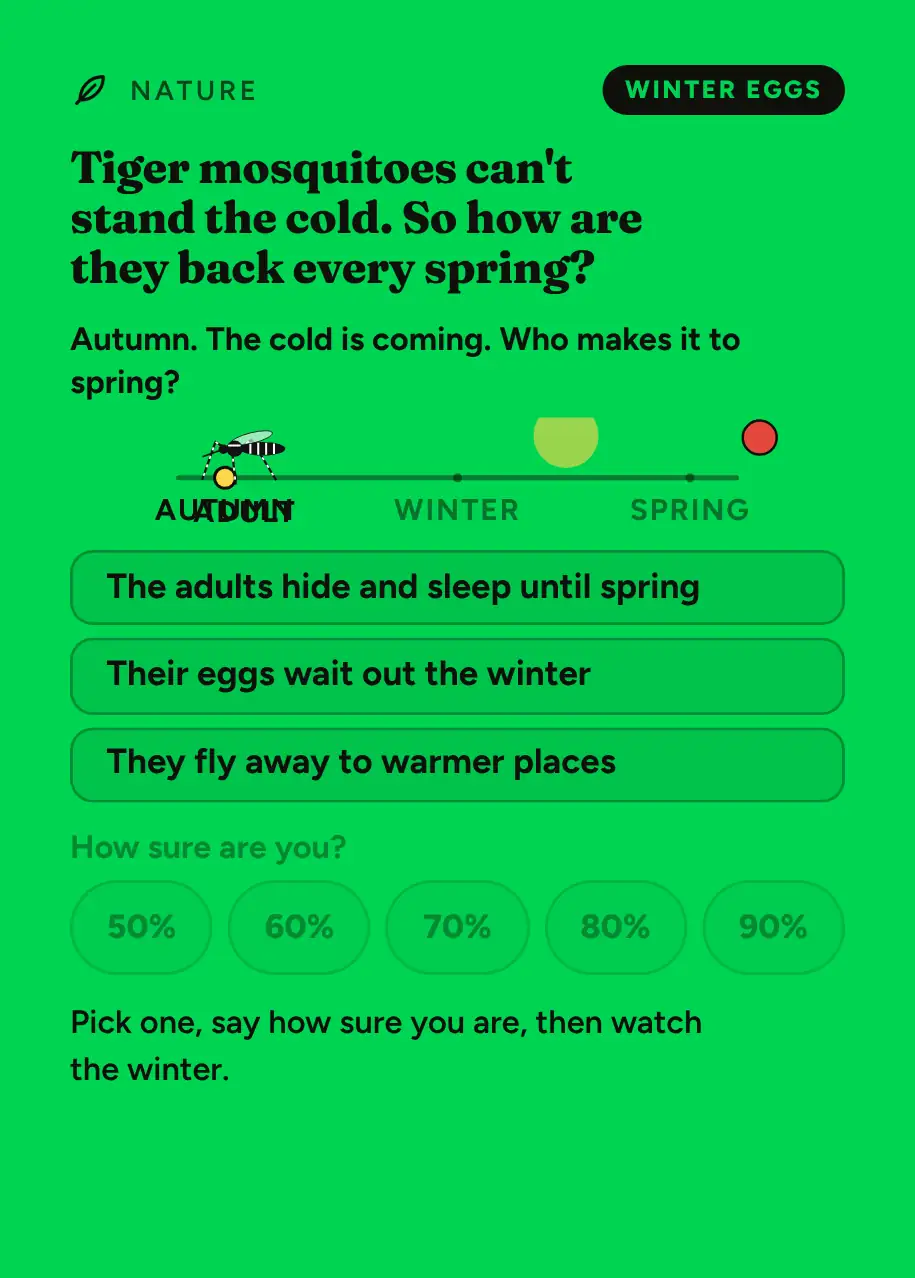 NATURE
WINTER EGGS
Tiger mosquitoes can't
stand the cold. So how are
they back every spring?
Autumn. The cold is coming. Who makes it to
spring?
AUTUMN
ADULT
WINTER
SPRING
The adults hide and sleep until spring
Their eggs wait out the winter
They fly away to warmer places
How sure are you?
50%
60%
70%
80%
90%
Pick one, say how sure you are, then watch
the winter.